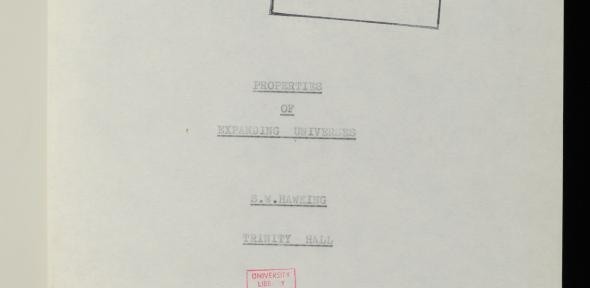 PROPERTIES
OF
EXPANDING UNIVERSES
S.W.HAWKING
TRINITY HALL
UNIVERSITY